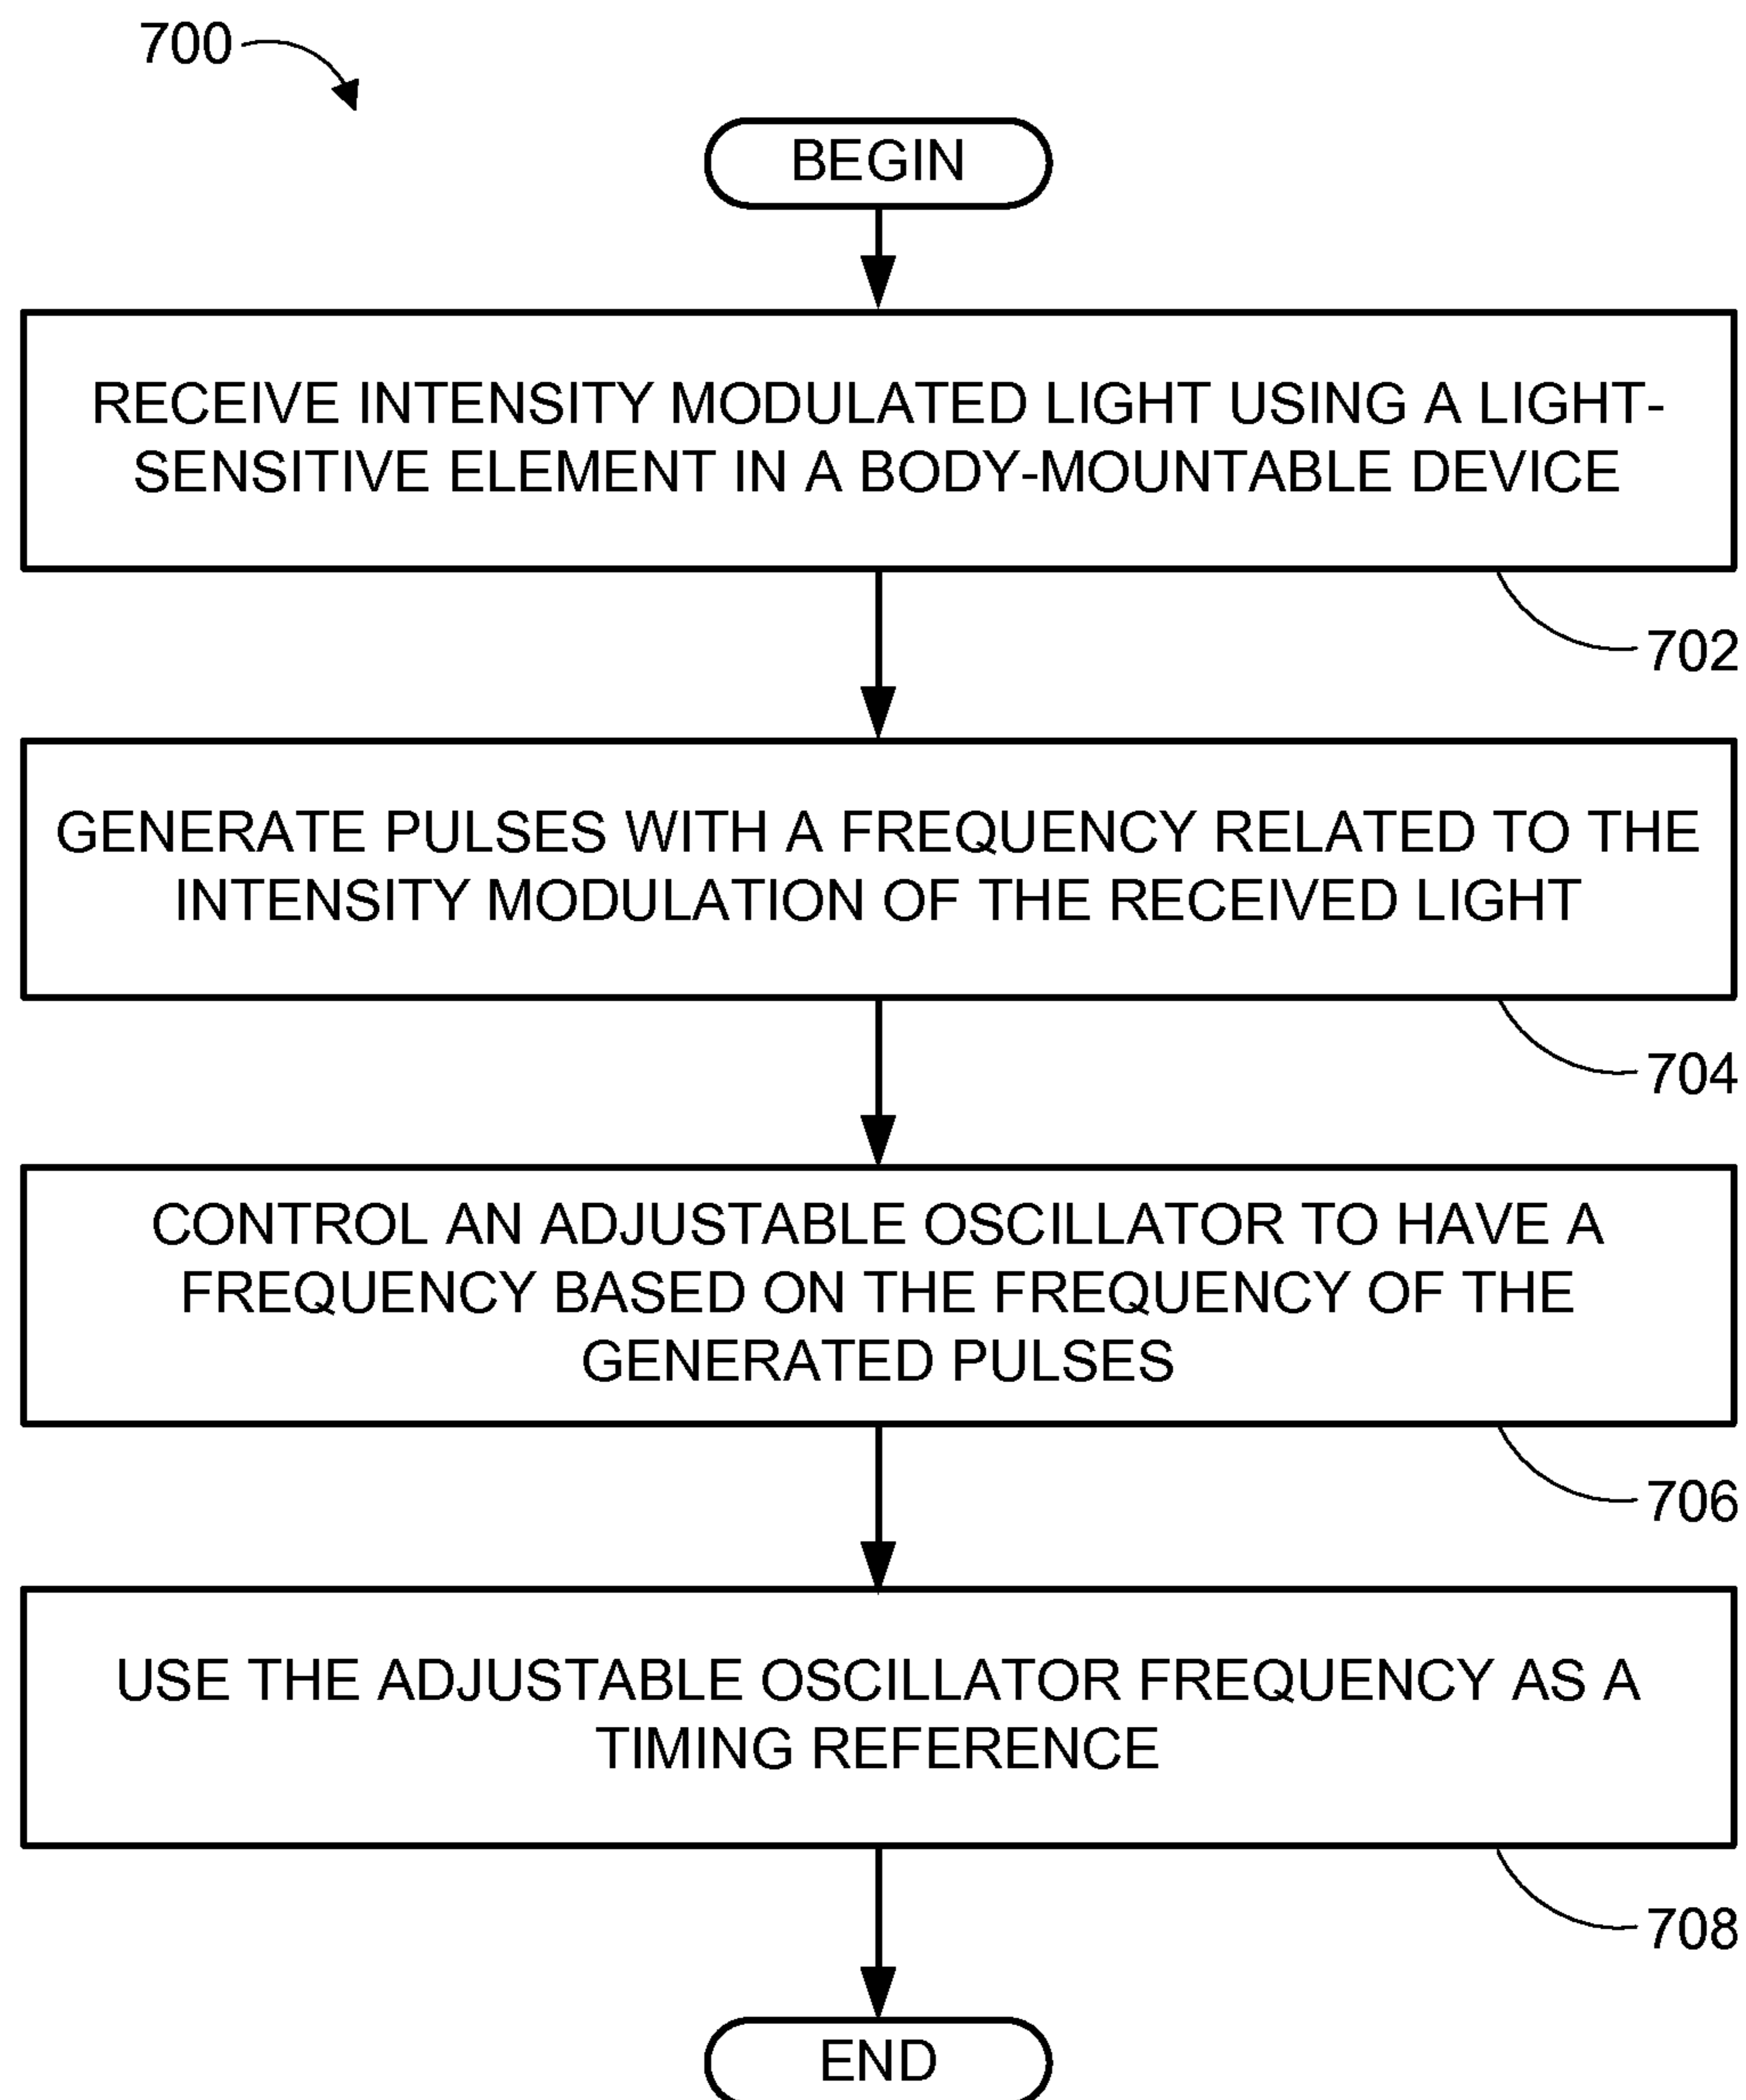 700
BEGIN
RECEIVE INTENSITY MODULATED LIGHT USING A LIGHT-
SENSITIVE ELEMENT IN A BODY-MOUNTABLE DEVICE
702
GENERATE PULSES WITH A FREQUENCY RELATED TO THE
INTENSITY MODULATION OF THE RECEIVED LIGHT
704
CONTROL AN ADJUSTABLE OSCILLATOR TO HAVE A
FREQUENCY BASED ON THE FREQUENCY OF THE
GENERATED PULSES
706
USE THE ADJUSTABLE OSCILLATOR FREQUENCY AS A
TIMING REFERENCE
708
END